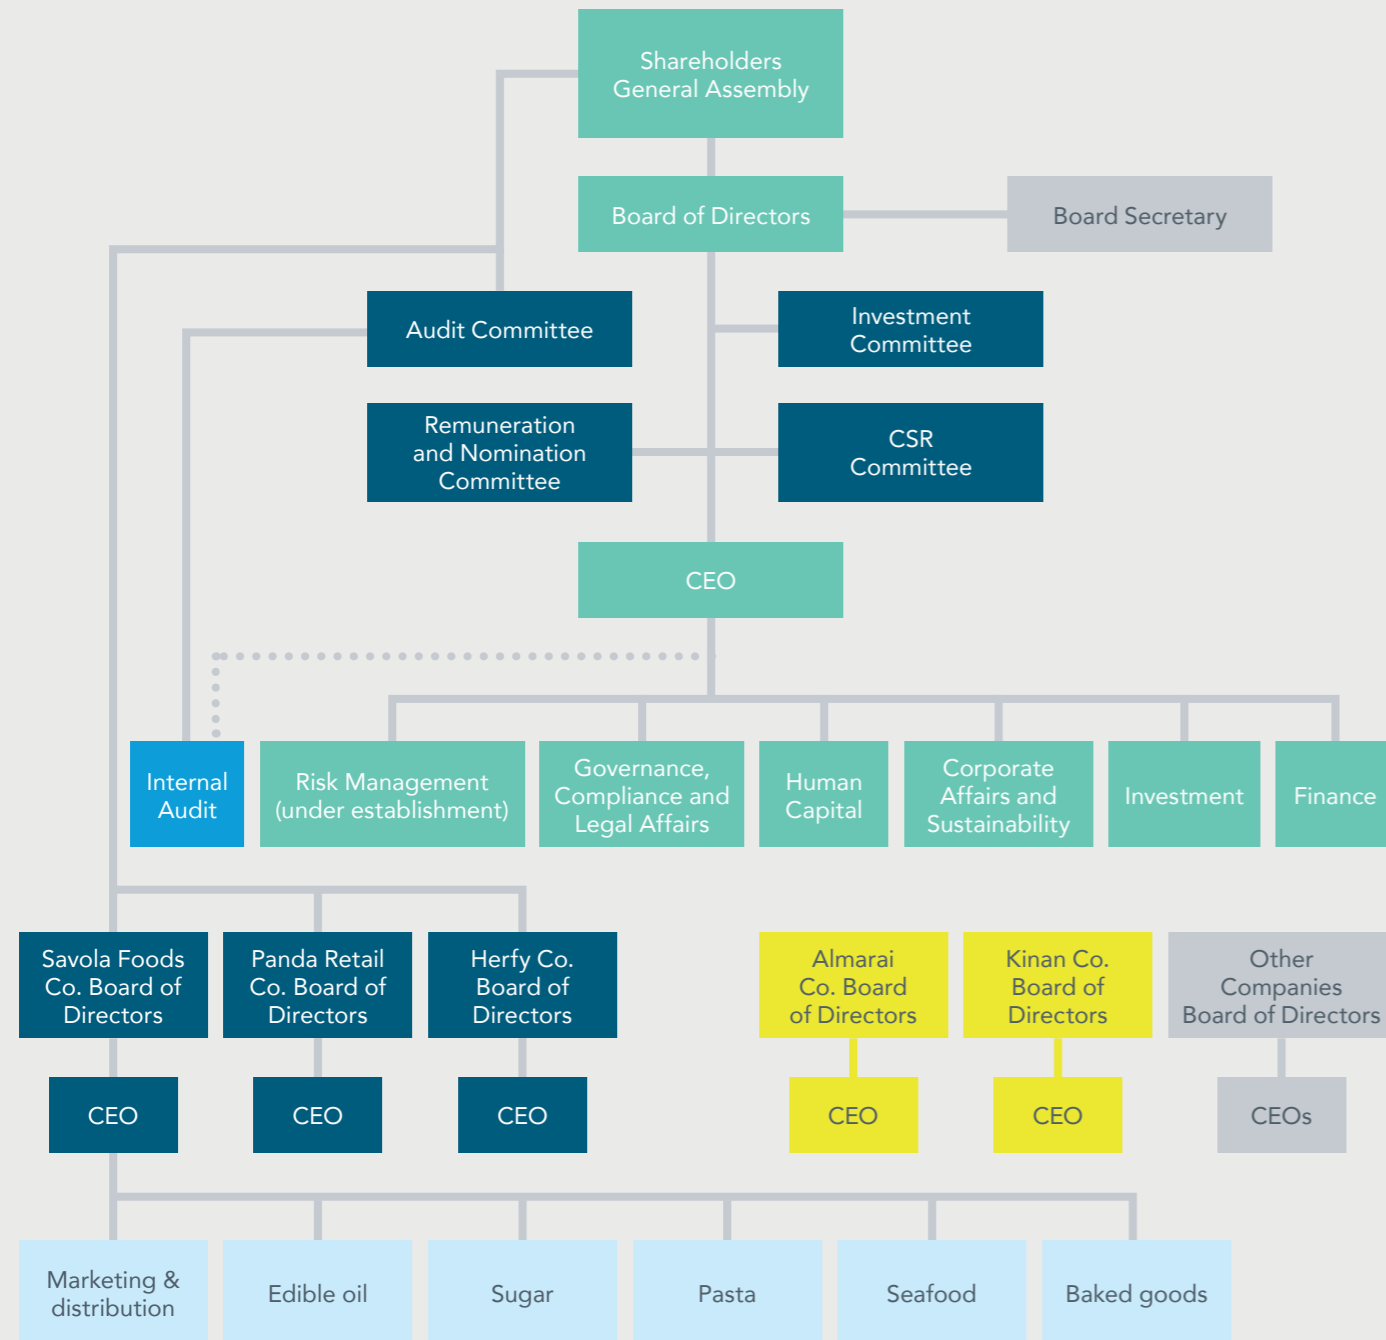 Shareholders
General Assembly
Board of Directors
Board Secretary
Audit Committee
Investment
Committee
Remuneration
and Nomination
Committee
CSR
Committee
CEO
Internal
Audit
Risk Management
(under establishment)
Governance,
Compliance and
Legal Affairs
Human
Capital
Corporate
Affairs and
Sustainability
Investment
Finance
Savola Foods
Co. Board of
Directors
Panda Retail
Co. Board of
Directors
Herfy Co.
Board of
Directors
Almarai
Co. Board
of Directors
Kinan Co.
Board of
Directors
Other
Companies
Board of Directors
CEO
CEO
CEO
CEO
CEO
CEOs
Marketing &
distribution
Edible oil
Sugar
Pasta
Seafood
Baked goods